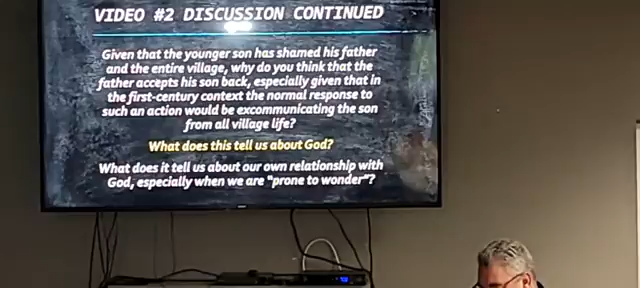 VIDEO #2 DISCUSSION CONTINUED
Given that the younger son has shamed his father
and the entire village, why do you think that the
father accepts his son back, especially given that in
the first-century context the normal response to
such an action would be excommunicating the son
from all village life?
What does this tell us about God?
What does it tell us about our own relationship with
God, especially when we are "prone to wonder"?